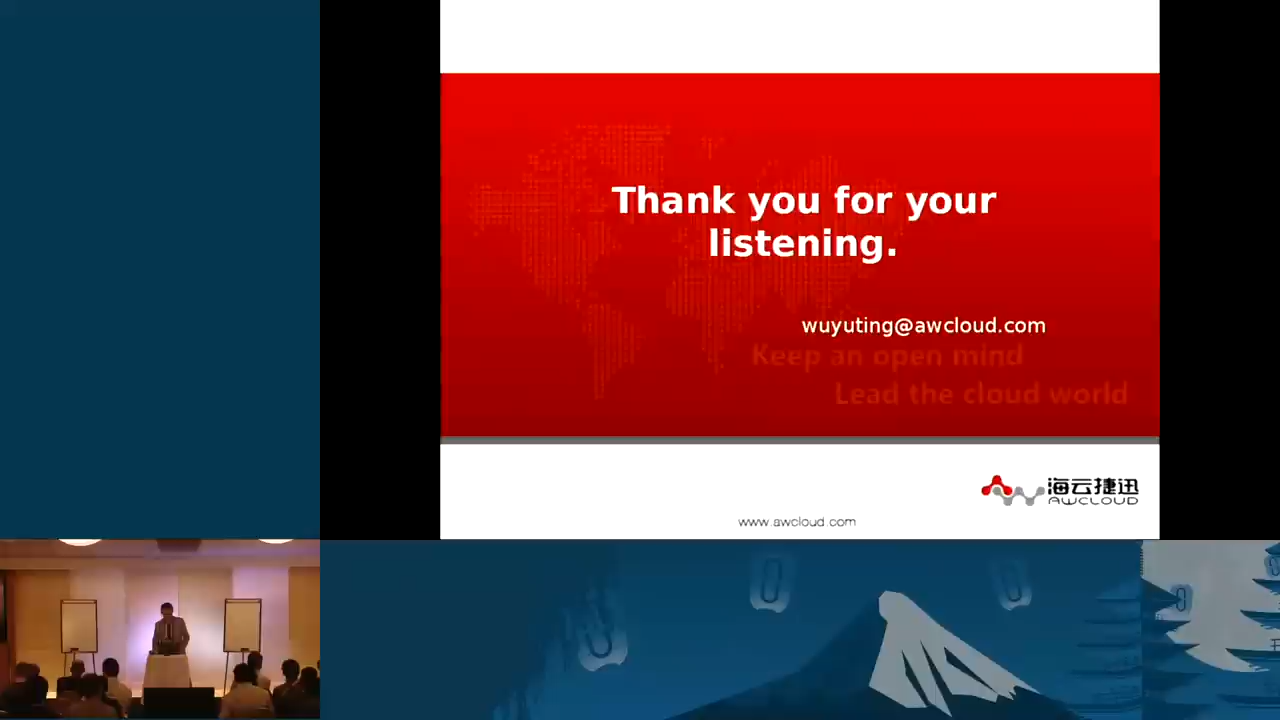 Thank you for your
listening.
wuyuting@awcloud.com
Keep an open mind
Lead the cloud world
海云捷迅
AWCLOUD
www.awcloud.com